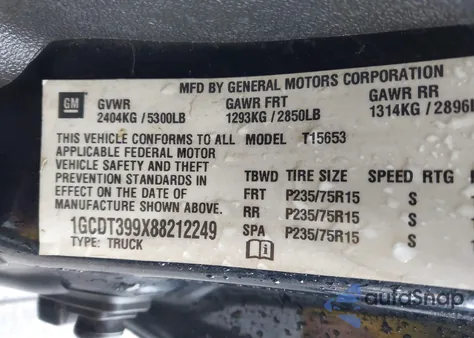 MFD BY GENERAL MOTORS CORPORATION
GM GVWR GAWR FRT GAWR RR
2404KG / 5300LB 1293KG / 2850LB 1314KG / 2896
THIS VEHICLE CONFORMS TO ALL MODEL T15653
APPLICABLE FEDERAL MOTOR
VEHICLE SAFETY AND THEFT TBWD TIRE SIZE SPEED RTG
PREVENTION STANDARDS IN FRT P235/75R15 S
EFFECT ON THE DATE OF RR P235/75R15 S
MANUFACTURE SHOWN ABOVE. SPA P235/75R15 S
1GCDT399X88212249
TYPE: TRUCK
autoSnap